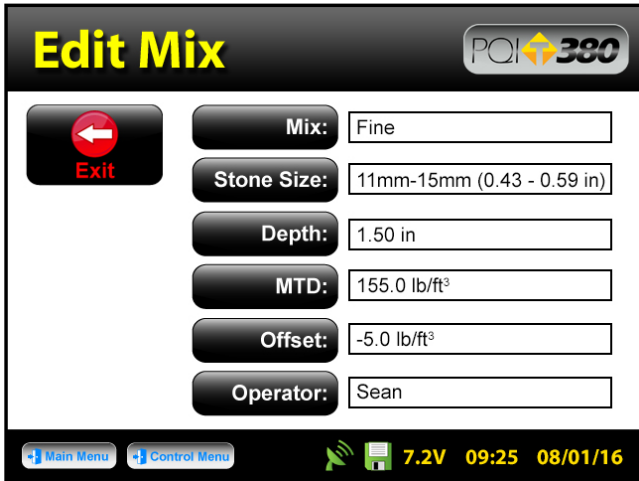 Edit Mix
PQI T 380
Exit
Mix: Fine
Stone Size: 11mm-15mm (0.43 - 0.59 in)
Depth: 1.50 in
MTD: 155.0 lb/ft³
Offset: -5.0 lb/ft³
Operator: Sean
Main Menu Control Menu 7.2V 09:25 08/01/16